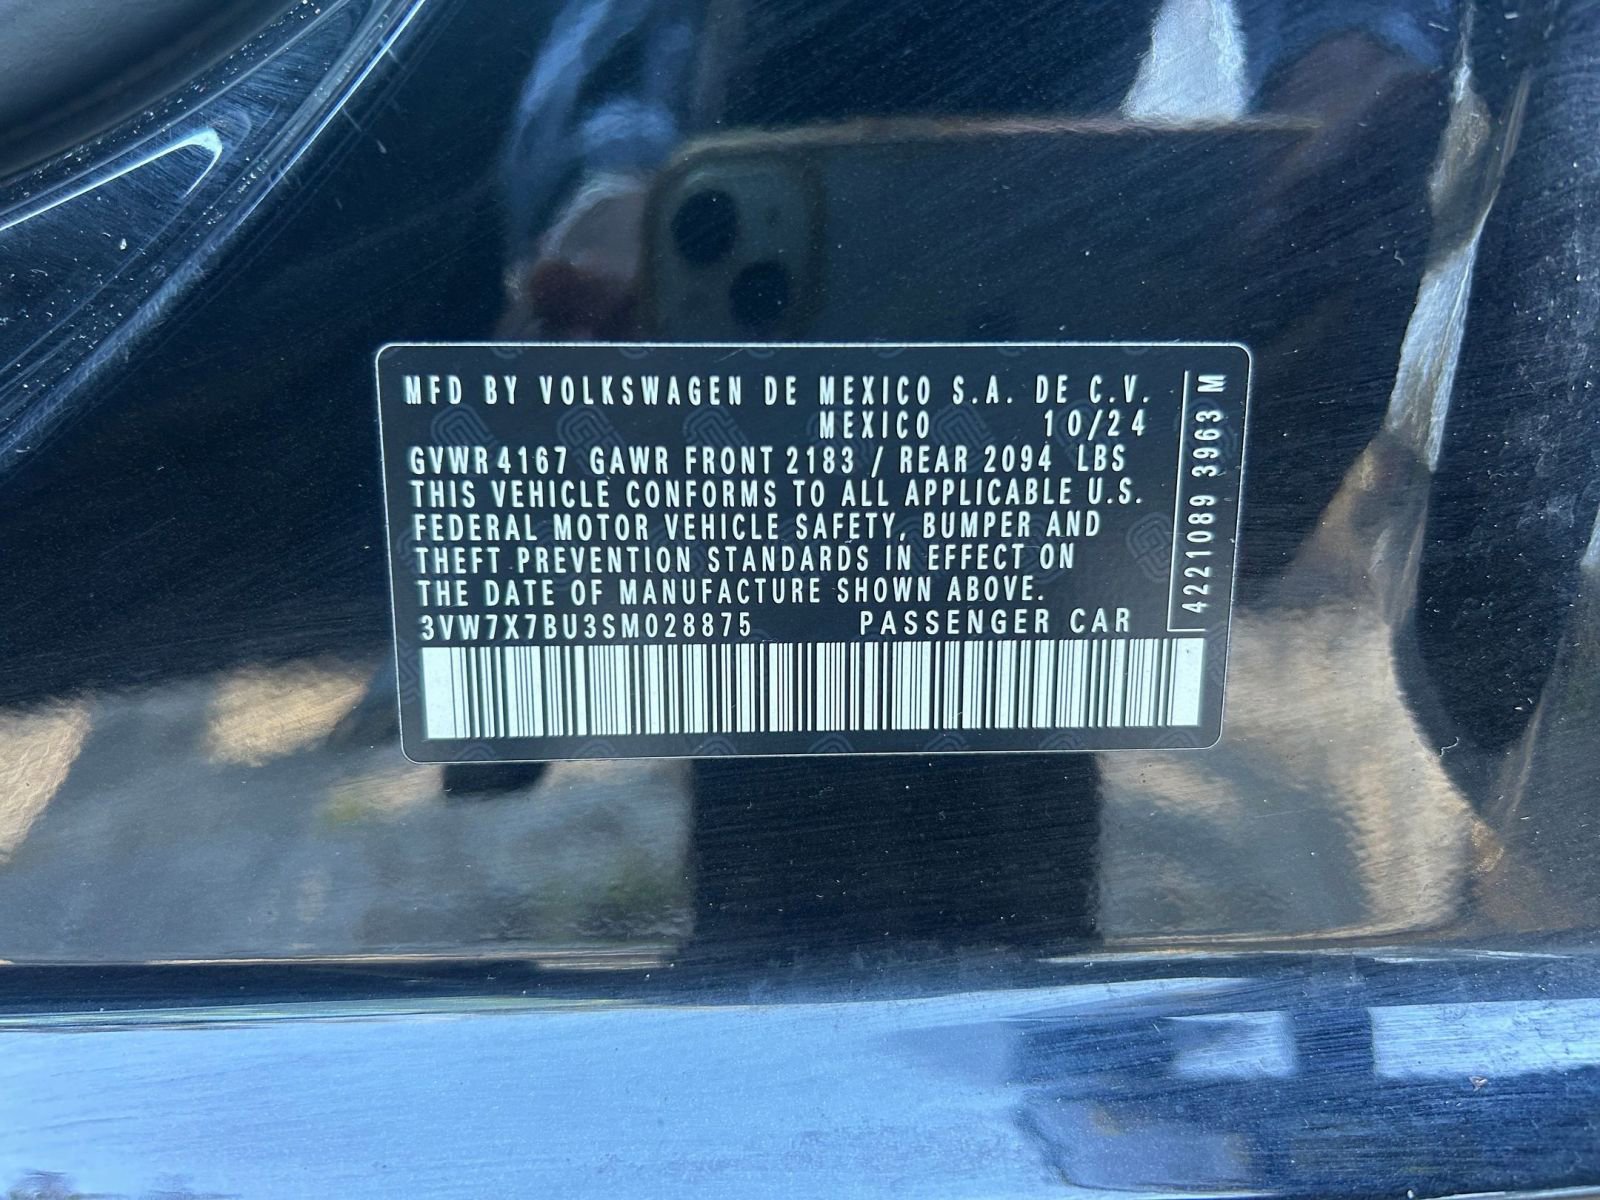 MFD BY VOLKSWAGEN DE MEXICO S.A. DE C.V.
MEXICO 10/24
GVWR 4167 GAWR FRONT 2183 / REAR 2094 LBS
THIS VEHICLE CONFORMS TO ALL APPLICABLE U.S.
FEDERAL MOTOR VEHICLE SAFETY, BUMPER AND
THEFT PREVENTION STANDARDS IN EFFECT ON
THE DATE OF MANUFACTURE SHOWN ABOVE.
3VW7X7BU3SM028875 PASSENGER CAR
4221089 3963 M